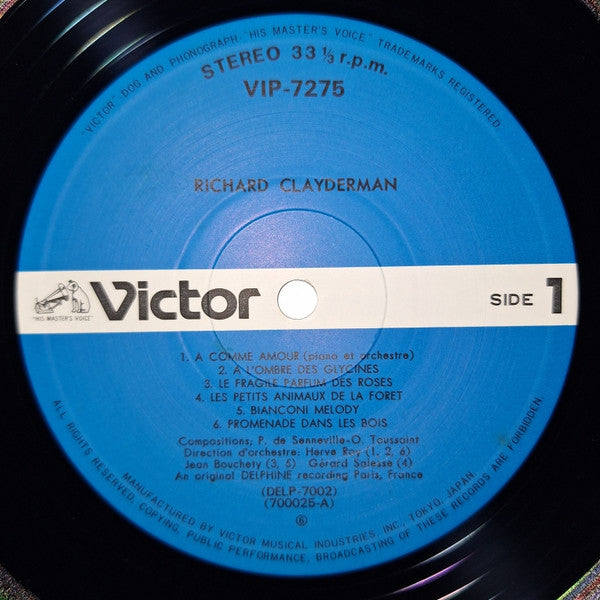 "VICTOR" DOG AND PHONOGRAPH "HIS MASTER'S VOICE" TRADEMARKS REGISTERED
STEREO 33 ⅓ r.p.m.
VIP-7275
RICHARD CLAYDERMAN
"HIS MASTER'S VOICE"
Victor
SIDE 1
1. A COMME AMOUR (piano et orchestre)
2. A L'OMBRE DES GLYCINES
3. LE FRAGILE PARFUM DES ROSES
4. LES PETITS ANIMAUX DE LA FORET
5. BIANCONI MELODY
6. PROMENADE DANS LES BOIS
Compositions; P. de Senneville-O. Toussaint
Direction d'orchestre: Herve Roy (1, 2, 6)
Jean Bouchety (3, 5) Gérard Salesse (4)
An original DELPHINE recording Paris, France
(DELP-7002)
(700025-A)
⑥
MANUFACTURED BY VICTOR MUSICAL INDUSTRIES, INC., TOKYO, JAPAN.
ALL RIGHTS RESERVED, COPYING, PUBLIC PERFORMANCE, BROADCASTING OF THESE RECORDS ARE FORBIDDEN.